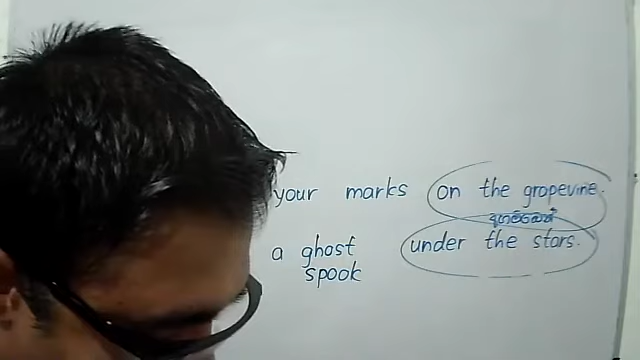 your marks on the grapevine.
a ghost under the stars.
spook